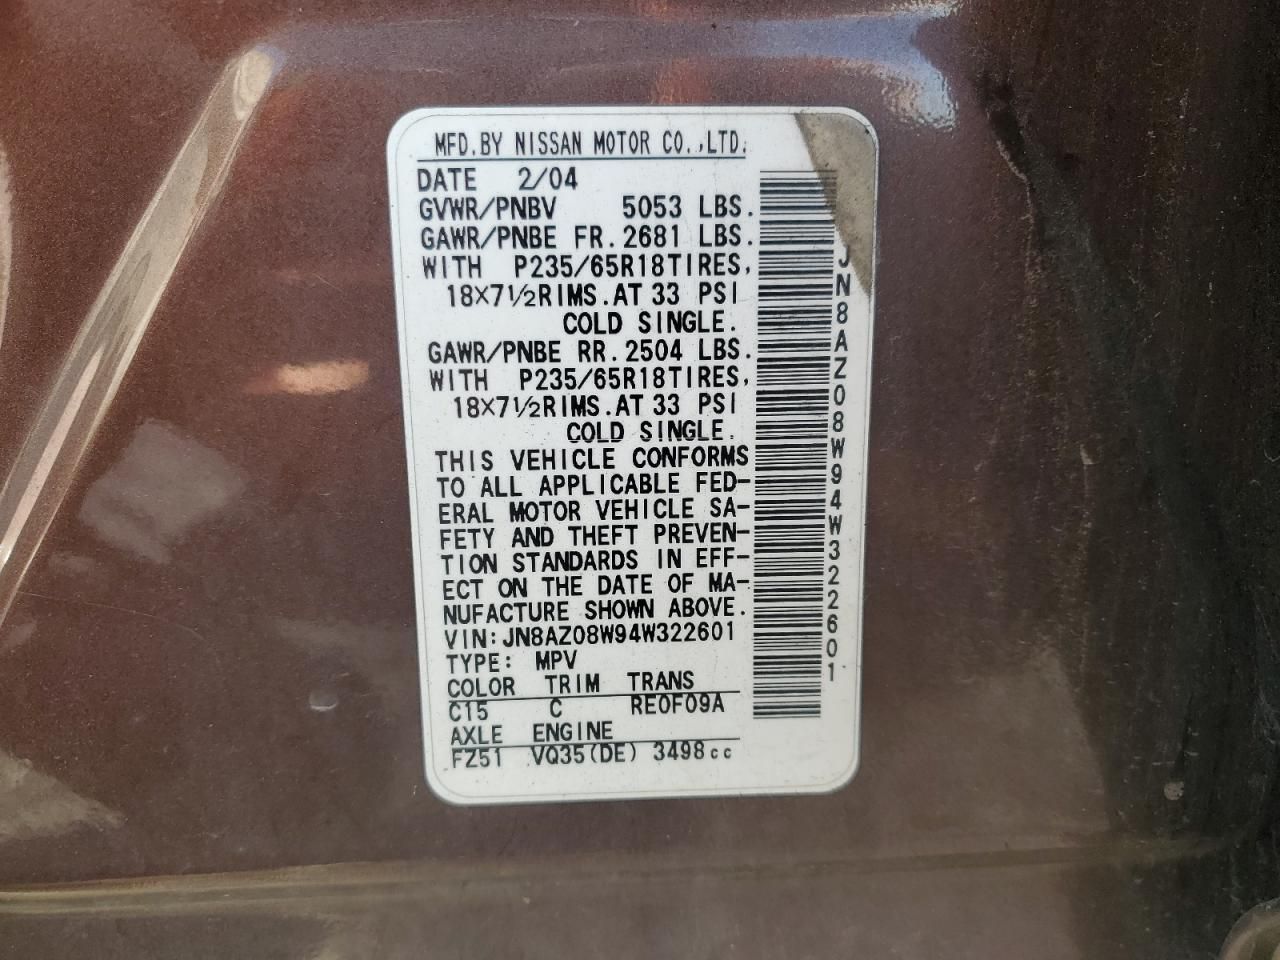 MFD.BY NISSAN MOTOR CO.,LTD.
DATE 2/04
GVWR/PNBV 5053 LBS.
GAWR/PNBE FR.2681 LBS.
WITH P235/65R18TIRES,
18×7½RIMS.AT 33 PSI
COLD SINGLE.
GAWR/PNBE RR.2504 LBS.
WITH P235/65R18TIRES,
18×7½RIMS.AT 33 PSI
COLD SINGLE.
THIS VEHICLE CONFORMS
TO ALL APPLICABLE FED-
ERAL MOTOR VEHICLE SA-
FETY AND THEFT PREVEN-
TION STANDARDS IN EFF-
ECT ON THE DATE OF MA-
NUFACTURE SHOWN ABOVE.
VIN:JN8AZ08W94W322601
TYPE: MPV
COLOR TRIM TRANS
C15 C RE0F09A
AXLE ENGINE
FZ51 VQ35(DE) 3498cc
JN8AZ08W94W322601